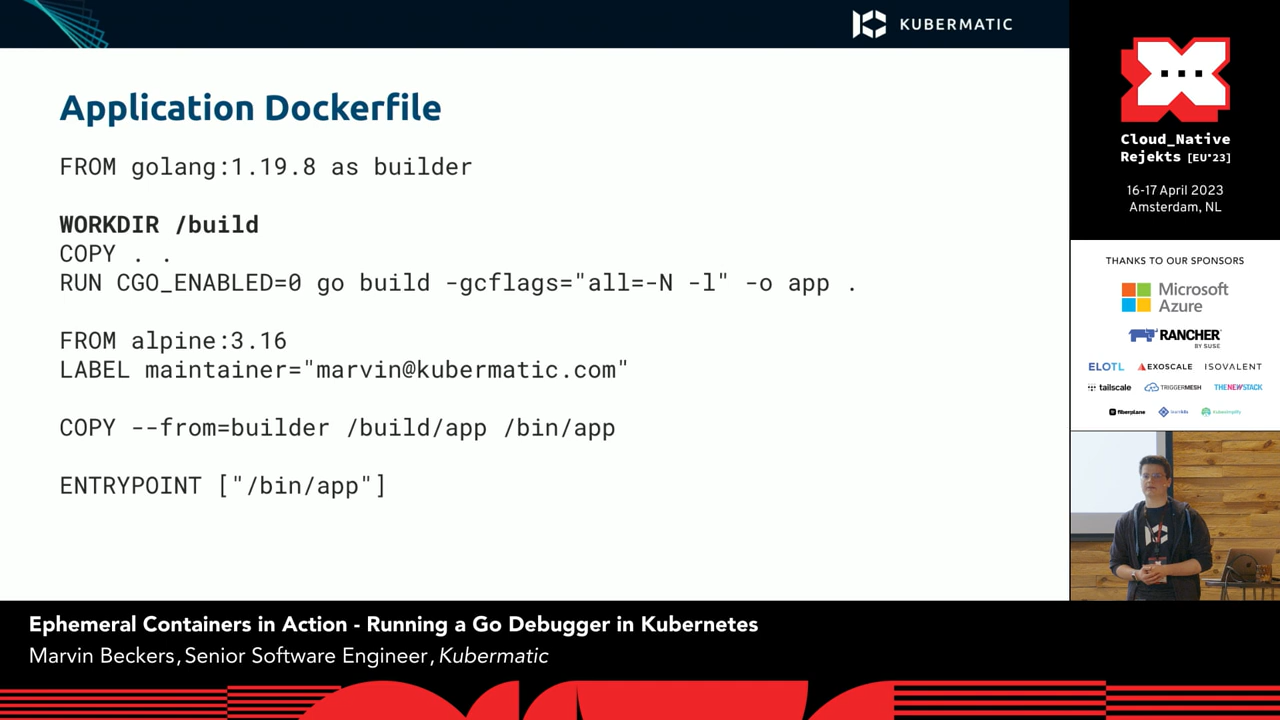 KUBERMATIC
Application Dockerfile
FROM golang:1.19.8 as builder
WORKDIR /build
COPY . .
RUN CGO_ENABLED=0 go build -gcflags="all=-N -l" -o app .
FROM alpine:3.16
LABEL maintainer="marvin@kubermatic.com"
COPY --from=builder /build/app /bin/app
ENTRYPOINT ["/bin/app"]
Cloud_Native
Rejekts [EU*23]
16-17 April 2023
Amsterdam, NL
THANKS TO OUR SPONSORS
Microsoft
Azure
RANCHER
BY SUSE
ELOTL EXOSCALE ISOVALENT
tailscale TRIGGERMESH THENEWSTACK
fiberplane
Ephemeral Containers in Action - Running a Go Debugger in Kubernetes
Marvin Beckers, Senior Software Engineer, Kubermatic